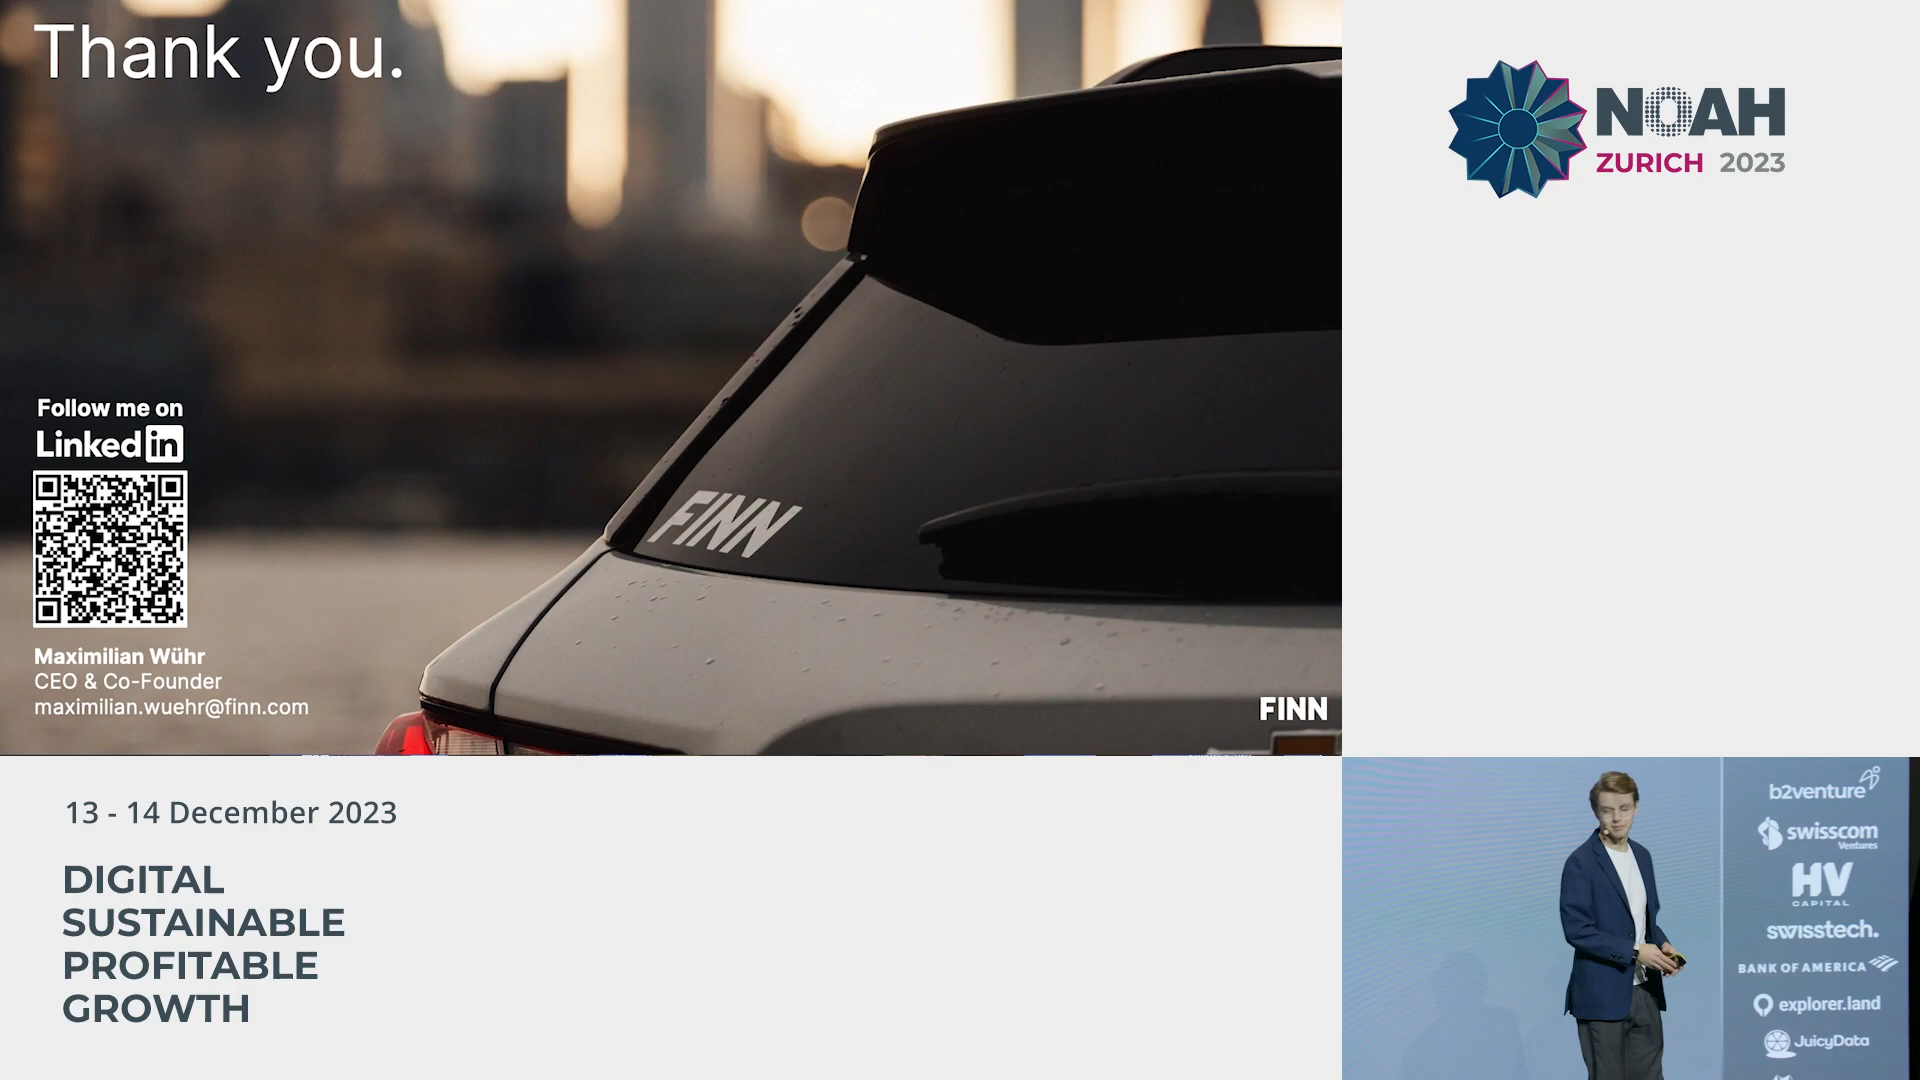 Thank you.
Follow me on
Linkedin
FINN
Maximilian Wühr
CEO & Co-Founder
maximilian.wuehr@finn.com
FINN
NOAH
ZURICH 2023
13 - 14 December 2023
DIGITAL
SUSTAINABLE
PROFITABLE
GROWTH
b2venture
swisscom
Ventures
HV
CAPITAL
swisstech.
BANK OF AMERICA
explorer.land
JuicyData